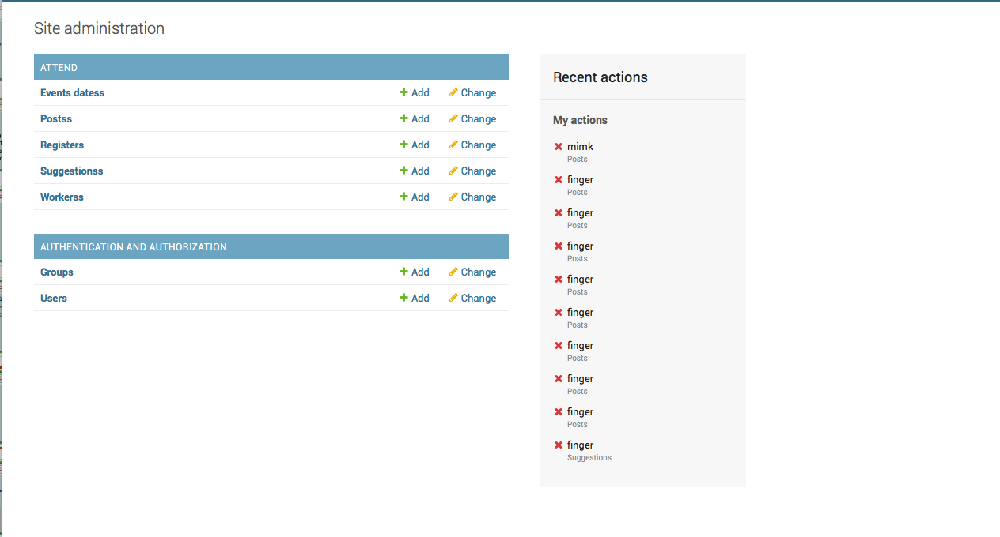 Site administration
ATTEND
Events datess Add Change
Postss Add Change
Registers Add Change
Suggestionss Add Change
Workerss Add Change
AUTHENTICATION AND AUTHORIZATION
Groups Add Change
Users Add Change
Recent actions
My actions
mimk
Posts
finger
Posts
finger
Posts
finger
Posts
finger
Posts
finger
Posts
finger
Posts
finger
Posts
finger
Posts
finger
Suggestions